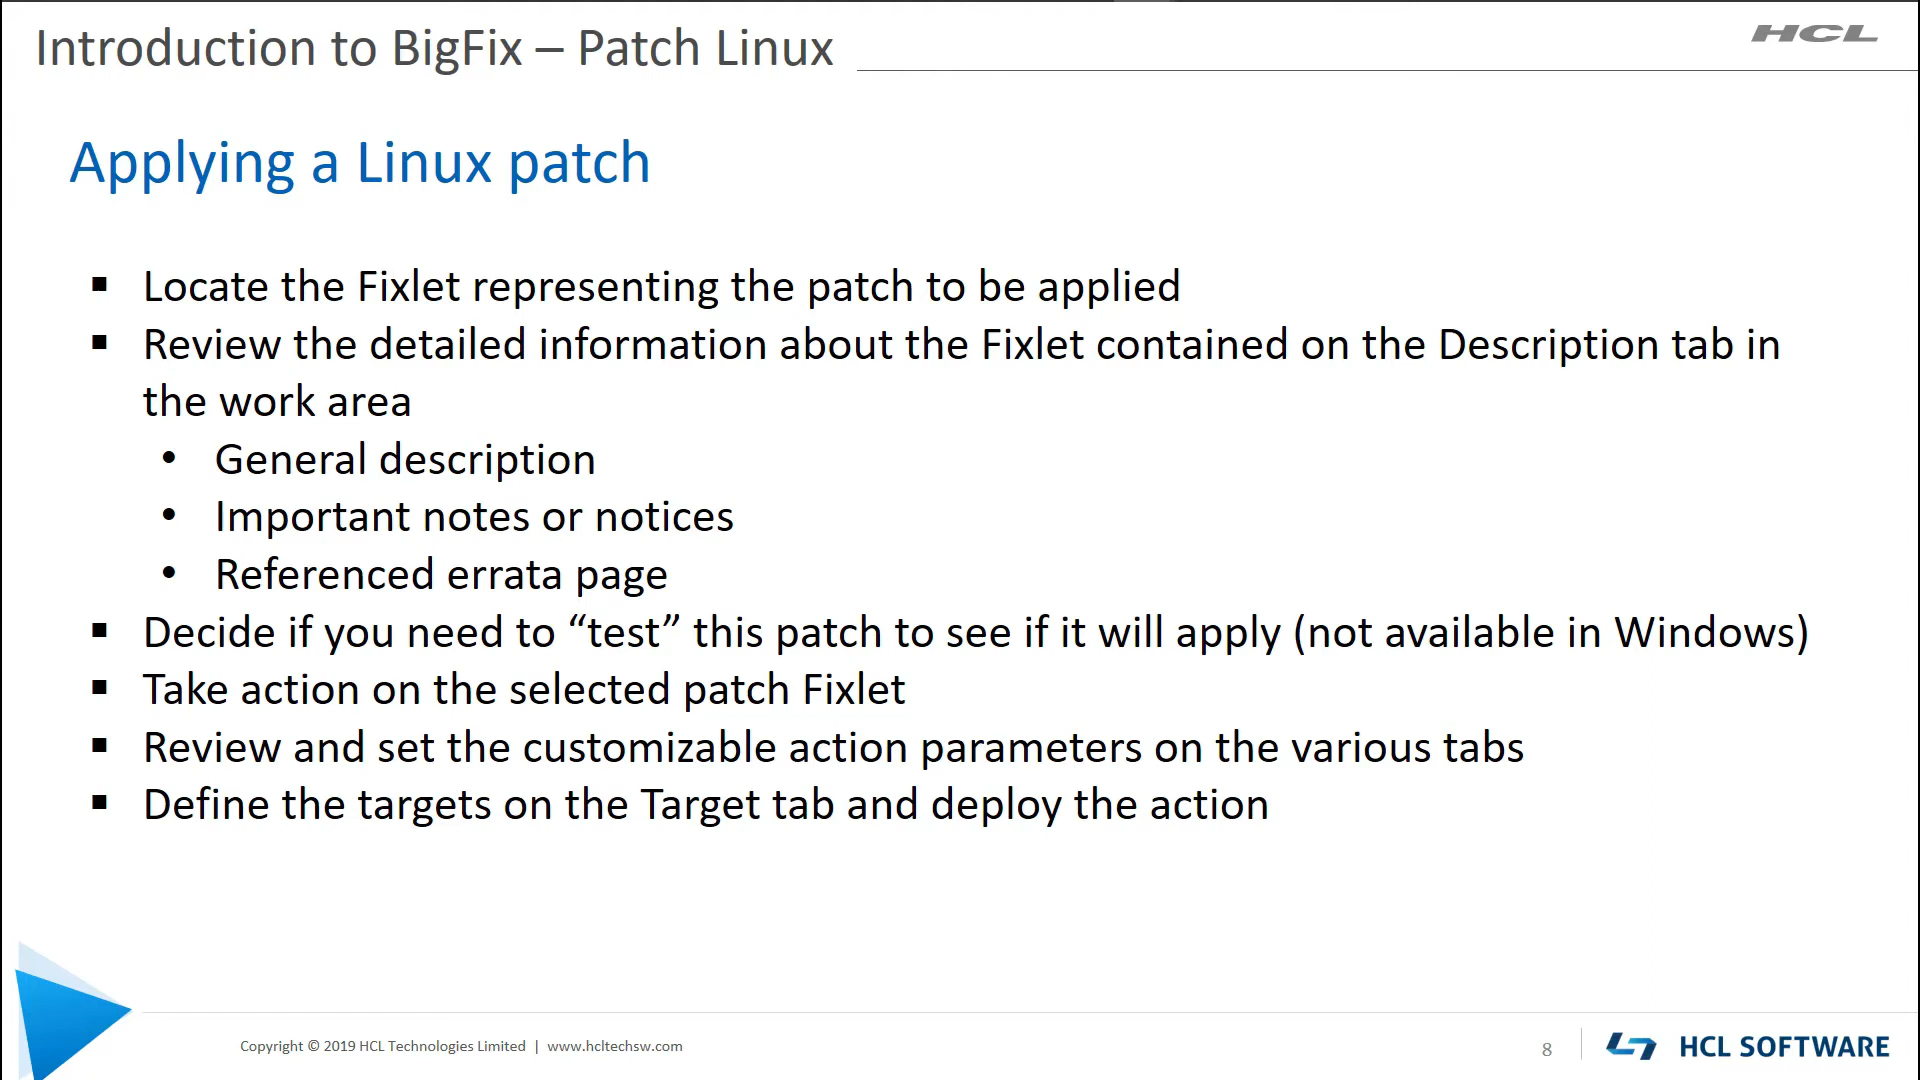 Introduction to BigFix – Patch Linux
HCL
Applying a Linux patch
▪ Locate the Fixlet representing the patch to be applied
▪ Review the detailed information about the Fixlet contained on the Description tab in
the work area
• General description
• Important notes or notices
• Referenced errata page
▪ Decide if you need to “test” this patch to see if it will apply (not available in Windows)
▪ Take action on the selected patch Fixlet
▪ Review and set the customizable action parameters on the various tabs
▪ Define the targets on the Target tab and deploy the action
Copyright © 2019 HCL Technologies Limited | www.hcltechsw.com
8
HCL SOFTWARE